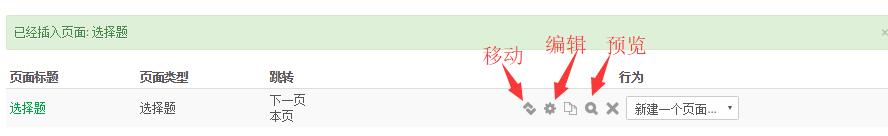 已经插入页面: 选择题
×
移动 编辑 预览
页面标题 页面类型 跳转 行为
选择题 选择题 下一页 新建一个页面...
本页